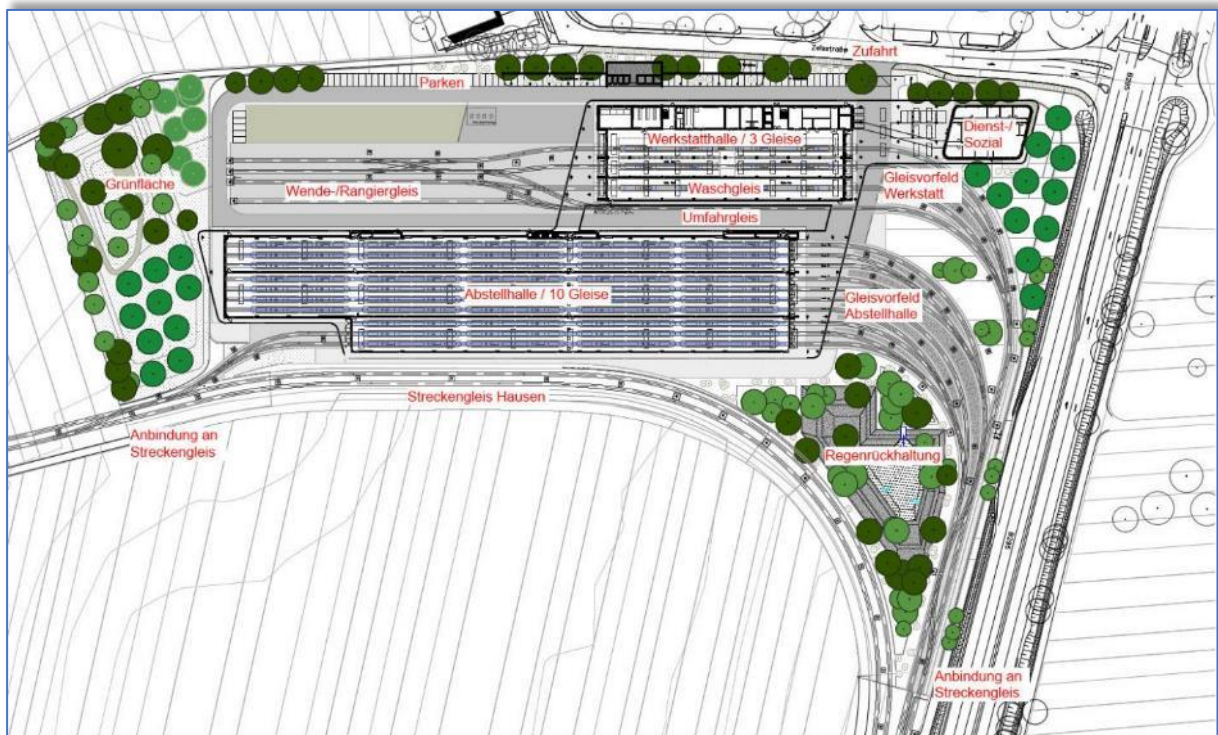 Zufahrt
Parken
Dienst-/
Sozial
Werkstatthalle / 3 Gleise
Grünfläche
Wende-/Rangiergleis
Waschgleis
Gleisvorfeld
Werkstatt
Umfahrgleis
Abstellhalle / 10 Gleise
Gleisvorfeld
Abstellhalle
Streckengleis Hausen
Anbindung an
Streckengleis
Regenrückhaltung
Anbindung an
Streckengleis